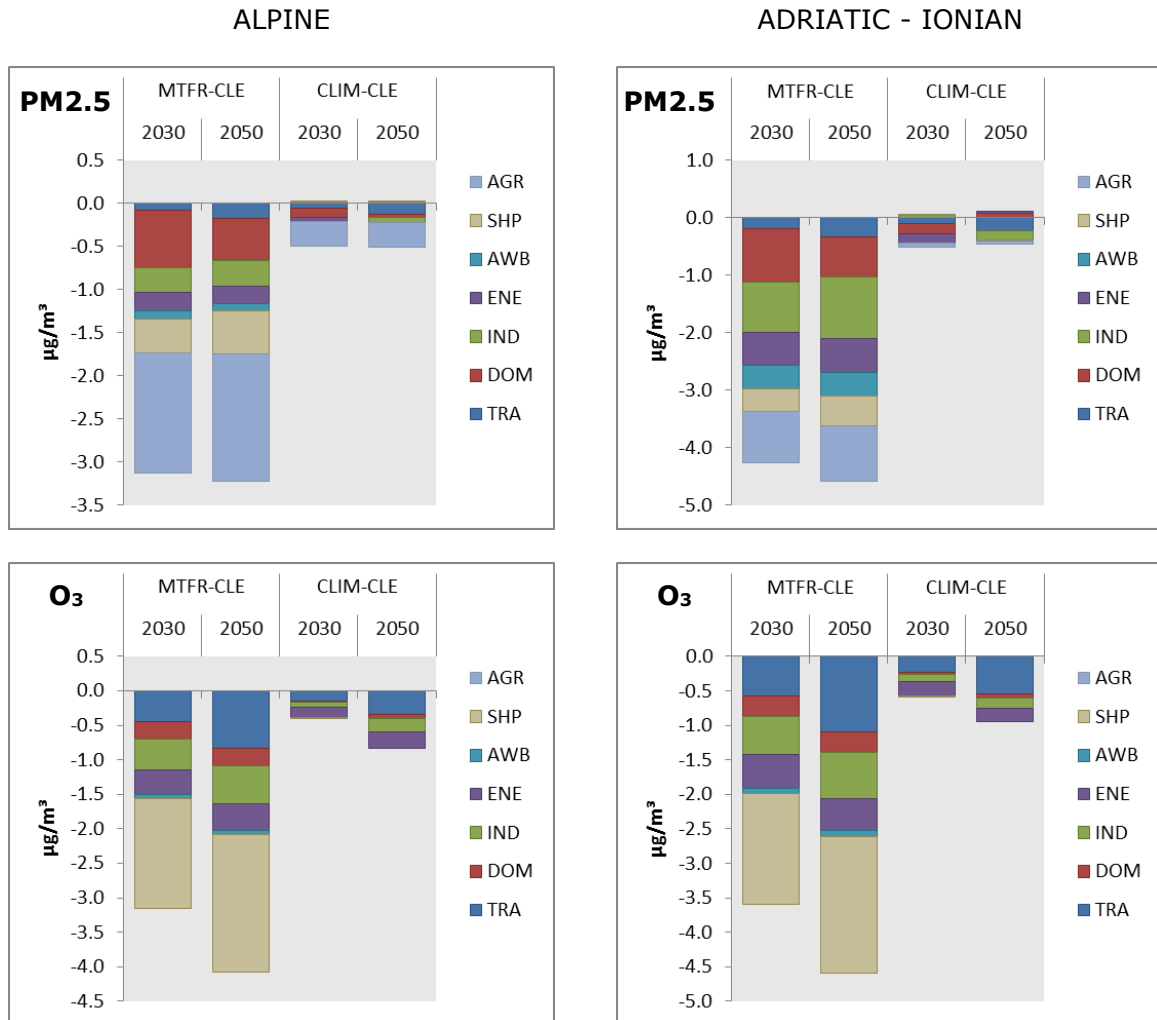 ALPINE
ADRIATIC - IONIAN
PM2.5
MTFR-CLE CLIM-CLE
2030 2050 2030 2050
0.5
0.0
-0.5
-1.0
-1.5
-2.0
-2.5
-3.0
-3.5
µg/m³
AGR
SHP
AWB
ENE
IND
DOM
TRA
PM2.5
MTFR-CLE CLIM-CLE
2030 2050 2030 2050
1.0
0.0
-1.0
-2.0
-3.0
-4.0
-5.0
µg/m³
AGR
SHP
AWB
ENE
IND
DOM
TRA
O₃
MTFR-CLE CLIM-CLE
2030 2050 2030 2050
0.5
0.0
-0.5
-1.0
-1.5
-2.0
-2.5
-3.0
-3.5
-4.0
-4.5
µg/m³
AGR
SHP
AWB
ENE
IND
DOM
TRA
O₃
MTFR-CLE CLIM-CLE
2030 2050 2030 2050
0.0
-0.5
-1.0
-1.5
-2.0
-2.5
-3.0
-3.5
-4.0
-4.5
-5.0
µg/m³
AGR
SHP
AWB
ENE
IND
DOM
TRA